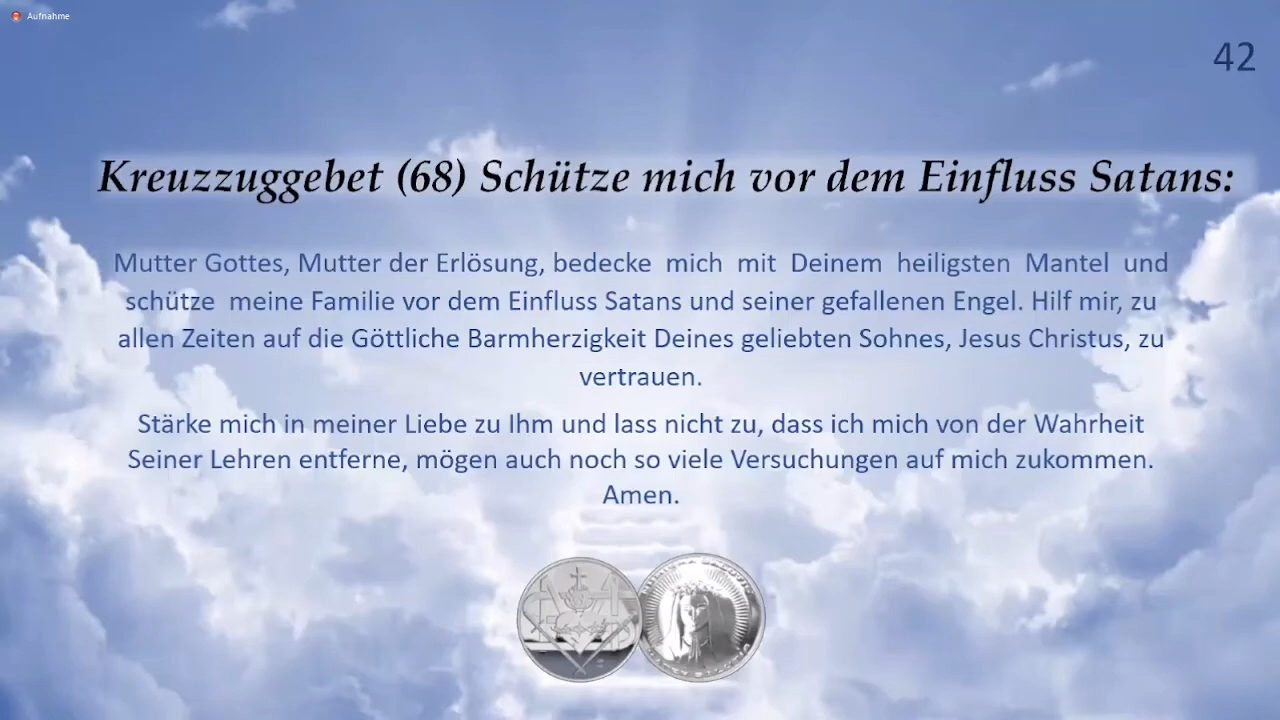 Aufnahme
42
Kreuzzuggebet (68) Schütze mich vor dem Einfluss Satans:
Mutter Gottes, Mutter der Erlösung, bedecke mich mit Deinem heiligsten Mantel und
schütze meine Familie vor dem Einfluss Satans und seiner gefallenen Engel. Hilf mir, zu
allen Zeiten auf die Göttliche Barmherzigkeit Deines geliebten Sohnes, Jesus Christus, zu
vertrauen.
Stärke mich in meiner Liebe zu Ihm und lass nicht zu, dass ich mich von der Wahrheit
Seiner Lehren entferne, mögen auch noch so viele Versuchungen auf mich zukommen.
Amen.